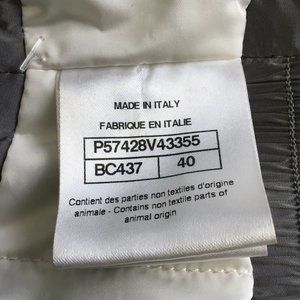 MADE IN ITALY
FABRIQUE EN ITALIE
P57428V43355
BC437 40
Contient des parties non textiles d'origine
animale - Contains non textile parts of
animal origin